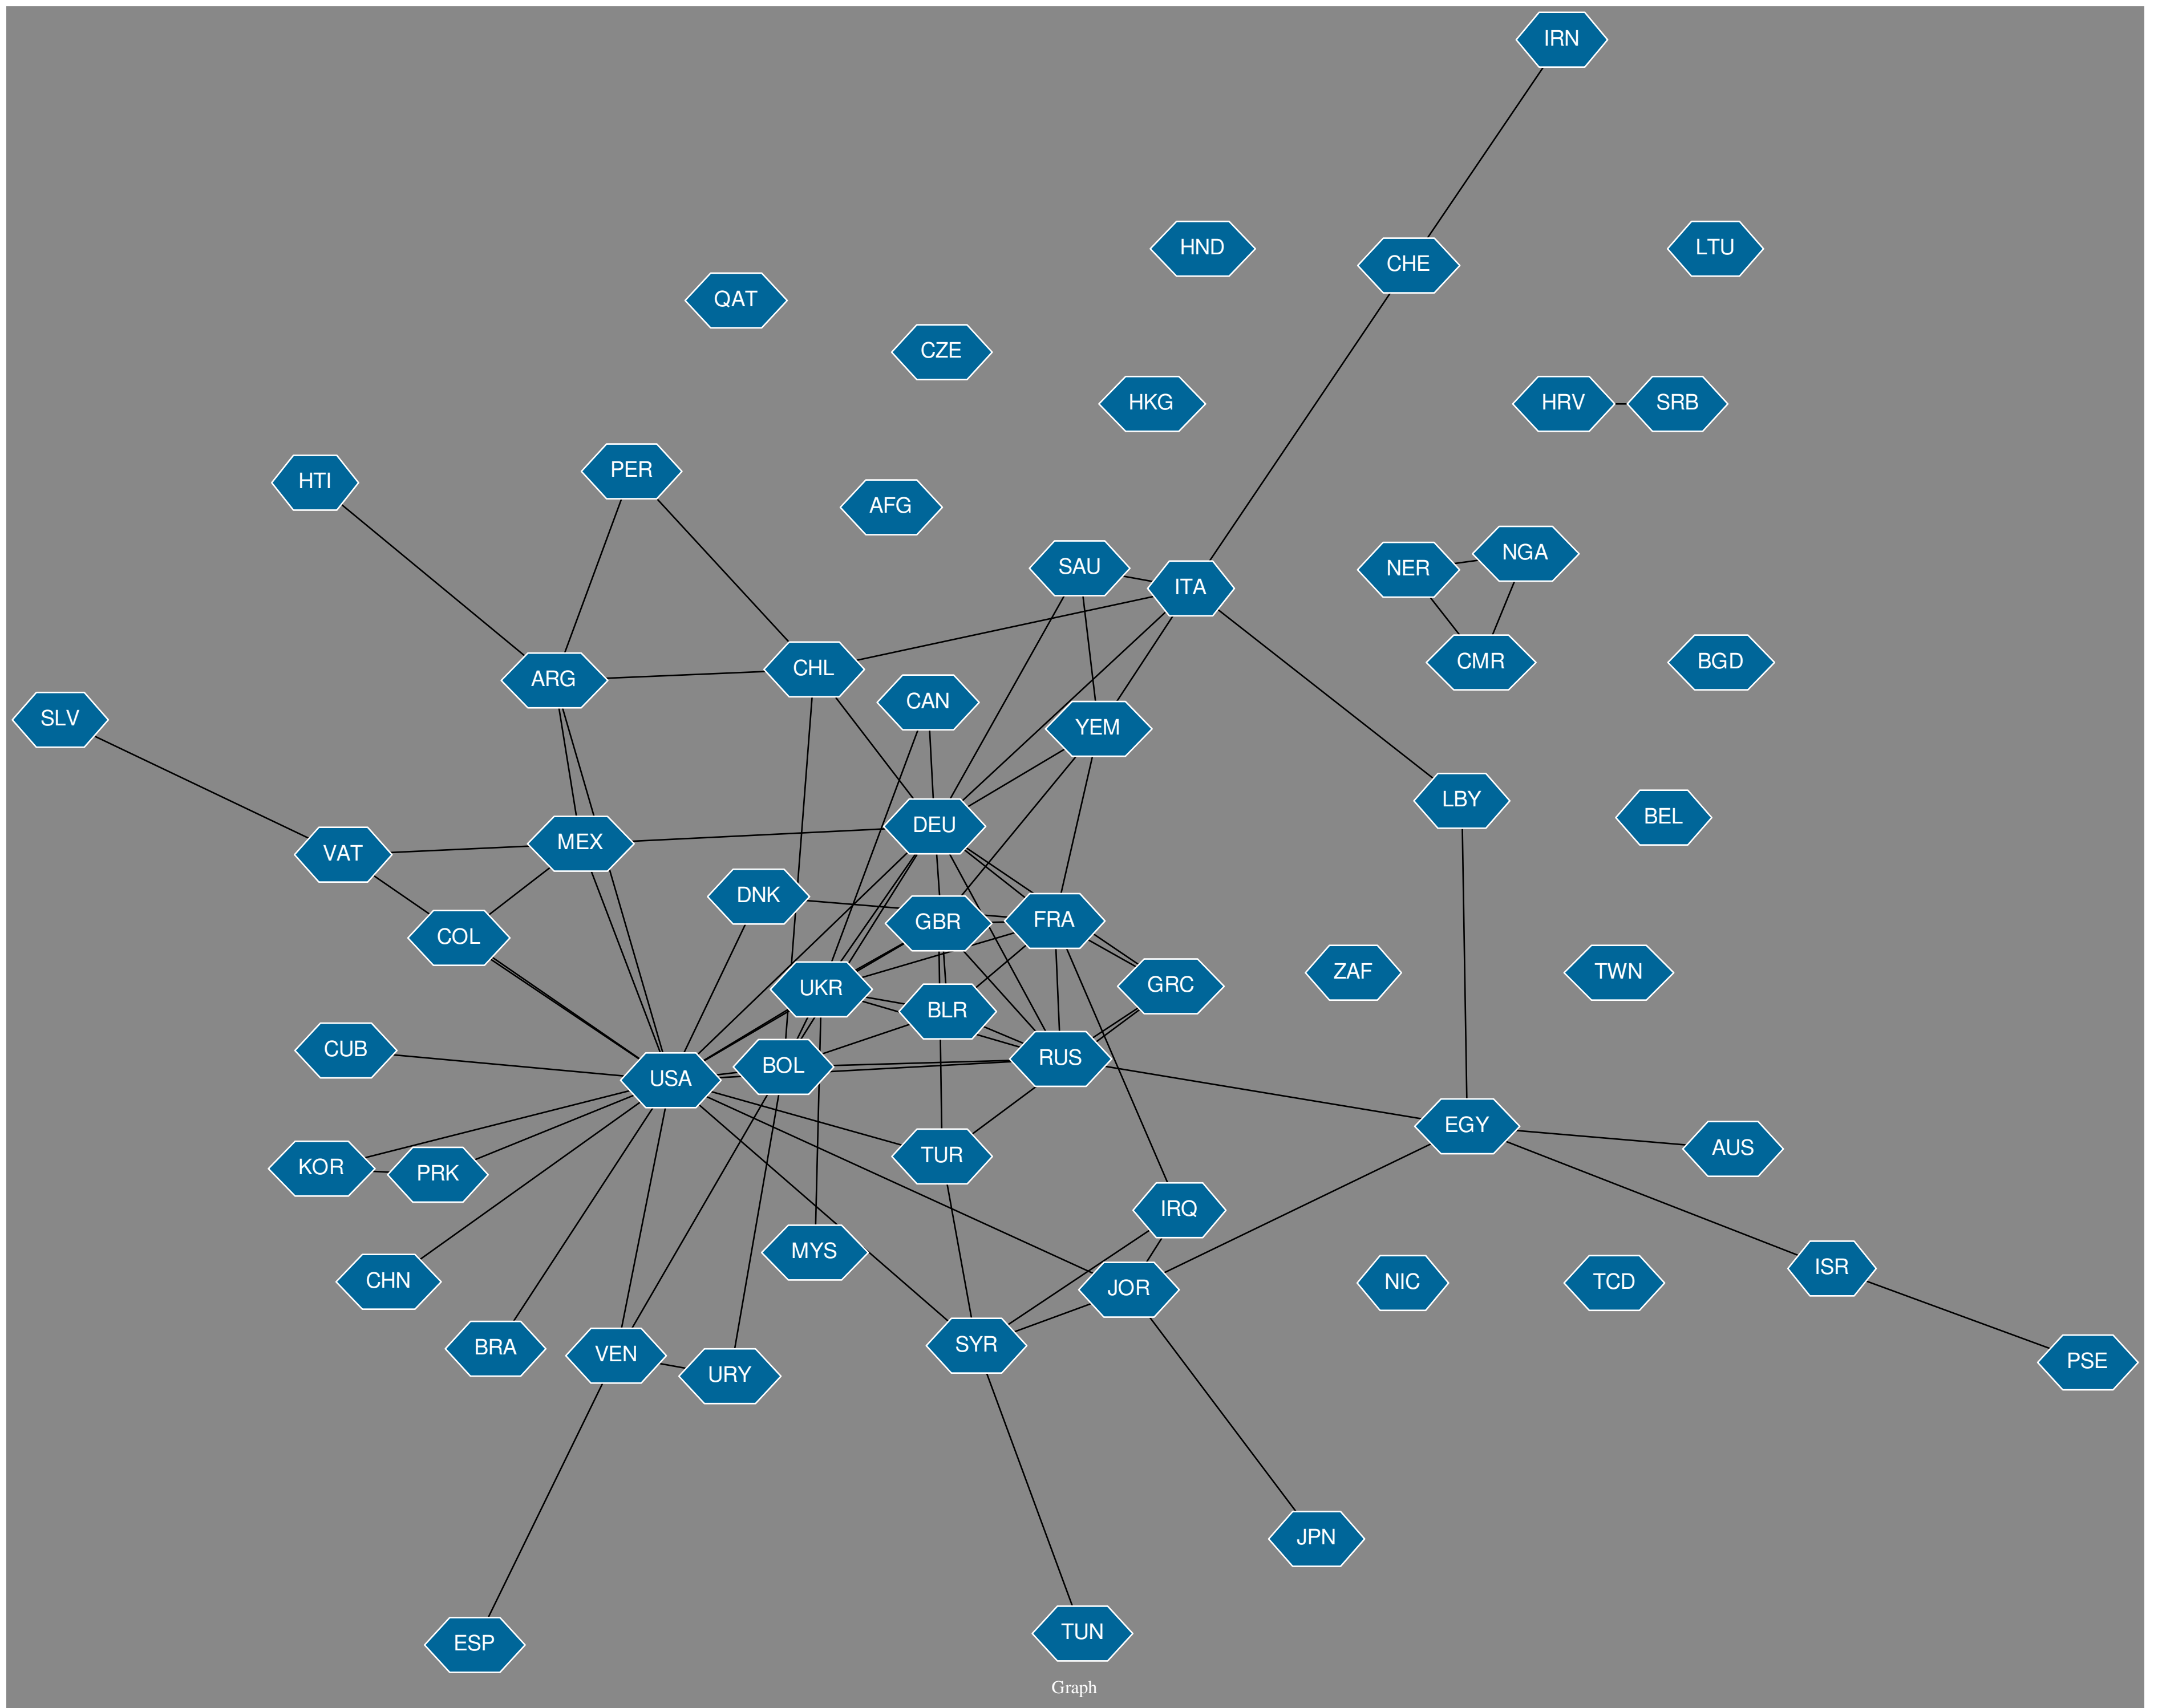 IRN
HND
LTU
CHE
QAT
CZE
HKG
HRV
SRB
PER
HTI
AFG
NGA
SAU
NER
ITA
CMR
BGD
CHL
ARG
CAN
SLV
YEM
LBY
BEL
DEU
MEX
VAT
DNK
FRA
GBR
COL
ZAF
TWN
GRC
UKR
BLR
CUB
RUS
BOL
USA
EGY
AUS
TUR
KOR
PRK
IRQ
MYS
ISR
CHN
NIC
TCD
JOR
SYR
BRA
VEN
PSE
URY
JPN
TUN
ESP
Graph